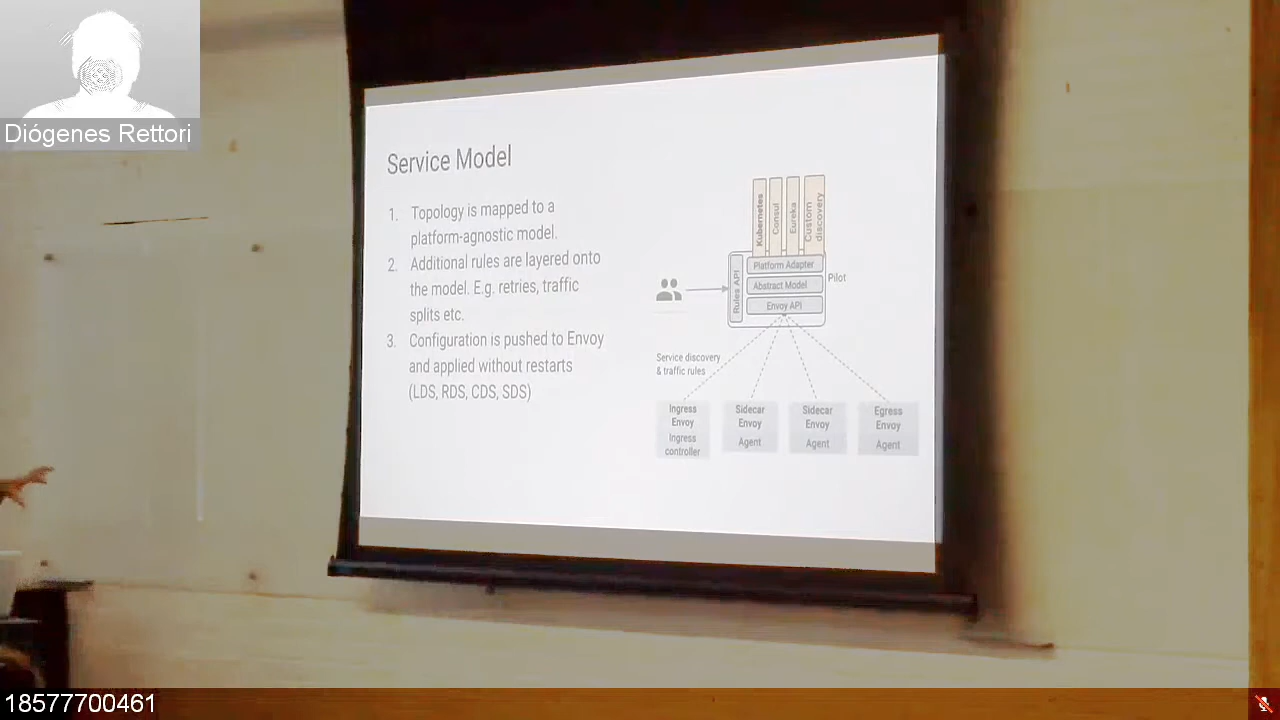 Diógenes Rettori
Service Model
1. Topology is mapped to a
platform-agnostic model.
2. Additional rules are layered onto
the model. E.g. retries, traffic
splits etc.
3. Configuration is pushed to Envoy
and applied without restarts
(LDS, RDS, CDS, SDS)
Kubernetes
Consul
Eureka
Custom
discovery
Rules API
Platform Adapter
Abstract Model
Envoy API
Pilot
Service discovery
& traffic rules
Ingress
Envoy
Ingress
controller
Sidecar
Envoy
Agent
Sidecar
Envoy
Agent
Egress
Envoy
Agent
18577700461